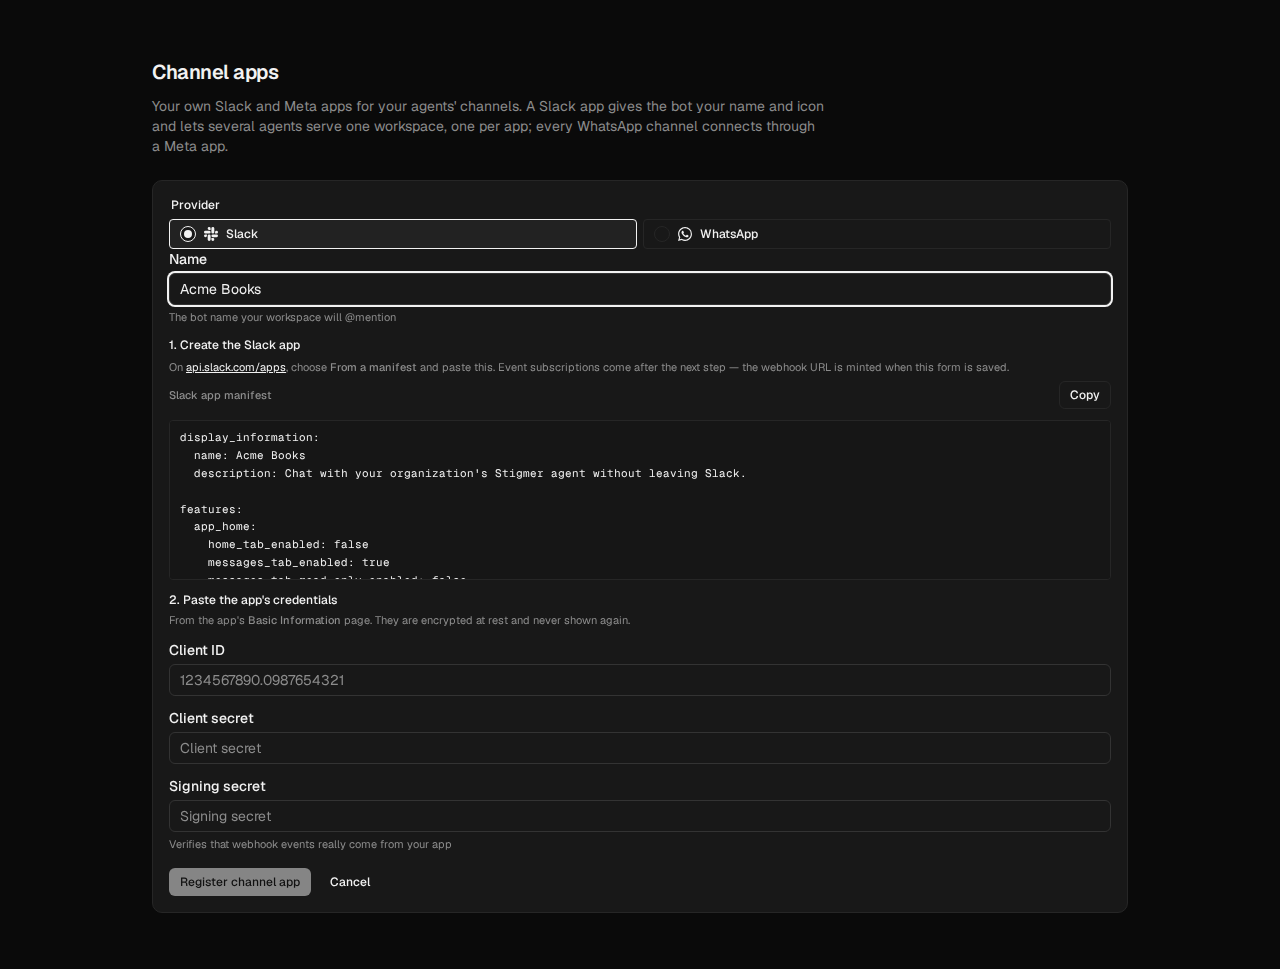 Channel apps
Your own Slack and Meta apps for your agents' channels. A Slack app gives the bot your name and icon
and lets several agents serve one workspace, one per app; every WhatsApp channel connects through
a Meta app.
Provider
Slack
WhatsApp
Name
Acme Books
The bot name your workspace will @mention
1. Create the Slack app
On api.slack.com/apps, choose From a manifest and paste this. Event subscriptions come after the next step — the webhook URL is minted when this form is saved.
Slack app manifest
Copy
display_information:
  name: Acme Books
  description: Chat with your organization's Stigmer agent without leaving Slack.
features:
  app_home:
    home_tab_enabled: false
    messages_tab_enabled: true
    messages_tab_read_only_enabled: false
2. Paste the app's credentials
From the app's Basic Information page. They are encrypted at rest and never shown again.
Client ID
1234567890.0987654321
Client secret
Client secret
Signing secret
Signing secret
Verifies that webhook events really come from your app
Register channel app
Cancel